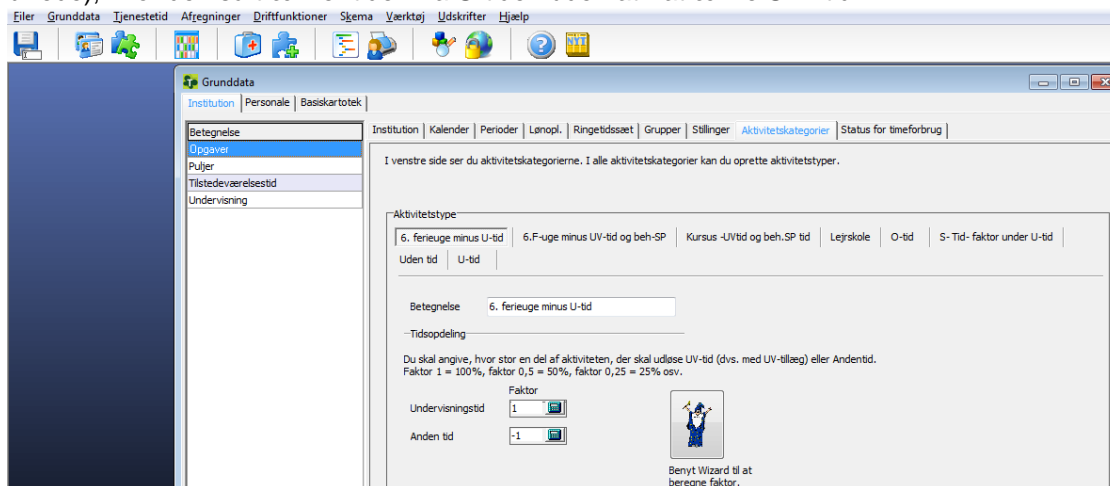 Filer Grunddata Tjenestetid Afregninger Driftfunktioner Skema Værktøj Udskrifter Hjælp
NYT
Grunddata
Institution Personale Basiskartotek
Betegnelse
Opgaver
Puljer
Tilstedeværelsestid
Undervisning
Institution Kalender Perioder Lønopl. Ringetidssæt Grupper Stillinger Aktivitetskategorier Status for timeforbrug
I venstre side ser du aktivitetskategorierne. I alle aktivitetskategorier kan du oprette aktivitetstyper.
Aktivitetstype
6. ferieuge minus U-tid 6.F-uge minus UV-tid og beh-SP Kursus -UVtid og beh.SP tid Lejrskole O-tid S- Tid- faktor under U-tid
Uden tid U-tid
Betegnelse 6. ferieuge minus U-tid
Tidsopdeling
Du skal angive, hvor stor en del af aktiviteten, der skal udløse UV-tid (dvs. med UV-tillæg) eller Andentid.
Faktor 1 = 100%, faktor 0,5 = 50%, faktor 0,25 = 25% osv.
Faktor
Undervisningstid 1
Anden tid -1
Benyt Wizard til at
beregne faktor.